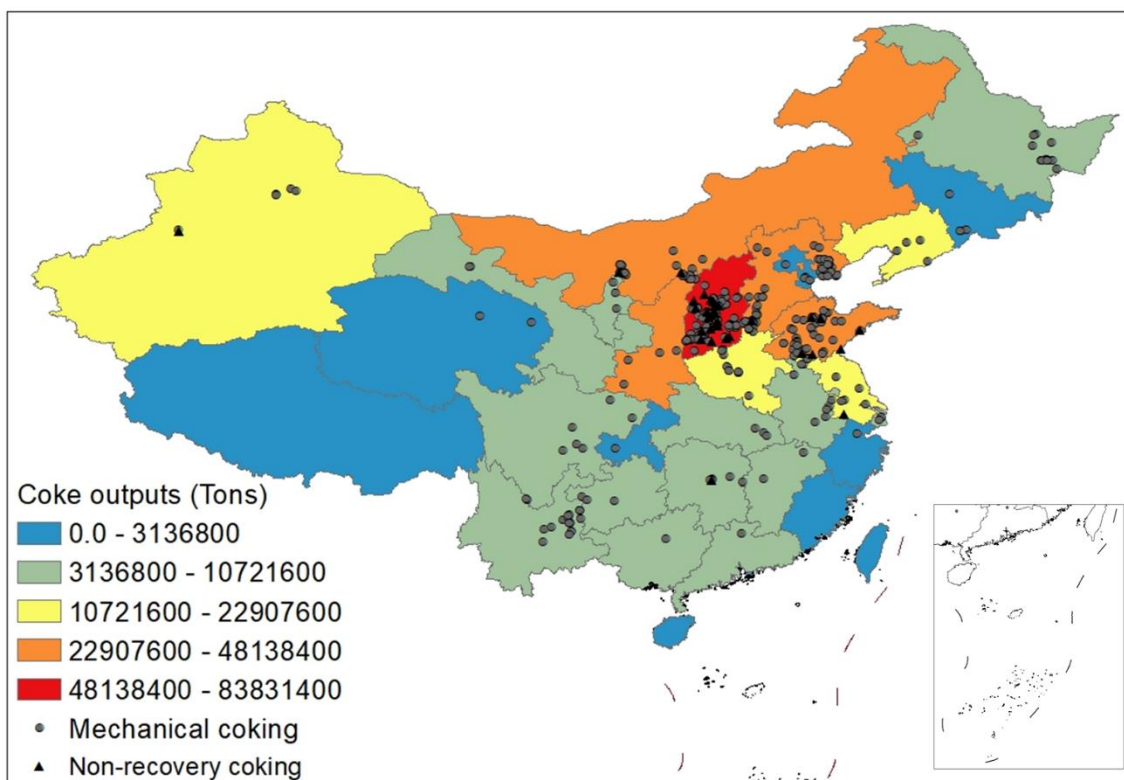 Coke outputs (Tons)
0.0 - 3136800
3136800 - 10721600
10721600 - 22907600
22907600 - 48138400
48138400 - 83831400
Mechanical coking
Non-recovery coking